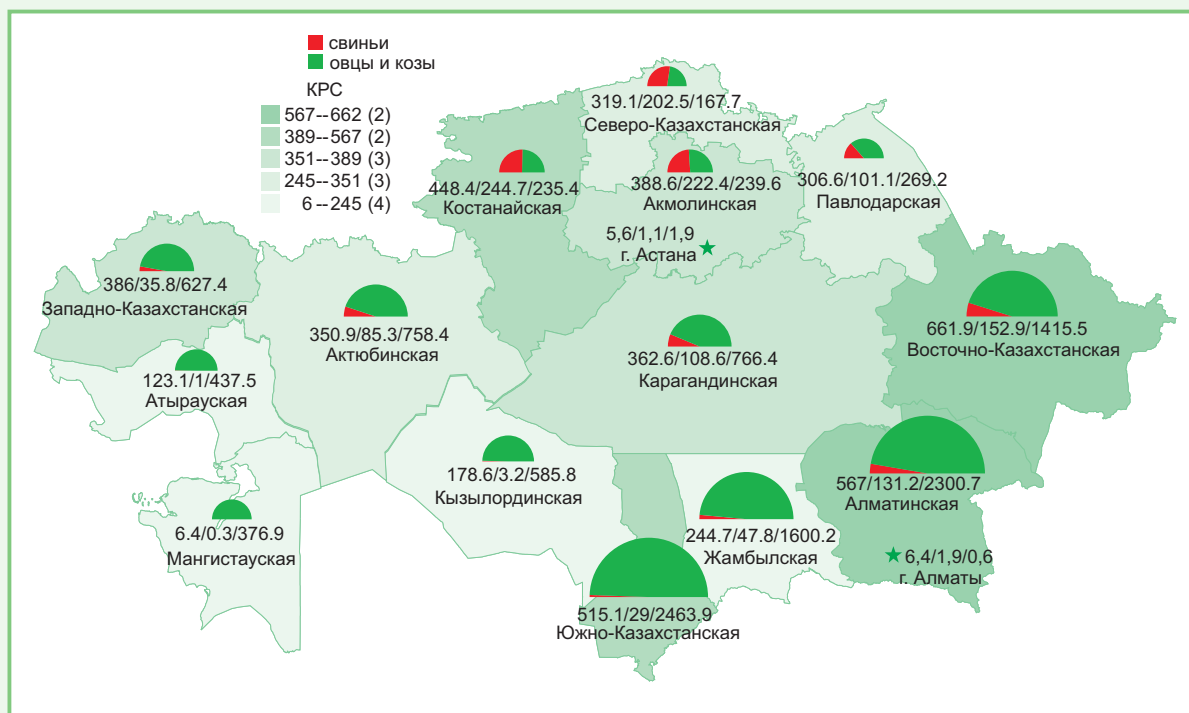 свиньи
овцы и козы
КРС
567--662 (2)
389--567 (2)
351--389 (3)
245--351 (3)
6--245 (4)
319.1/202.5/167.7
Северо-Казахстанская
448.4/244.7/235.4
Костанайская
388.6/222.4/239.6
Акмолинская
306.6/101.1/269.2
Павлодарская
5,6/1,1/1,9
г. Астана
386/35.8/627.4
Западно-Казахстанская
350.9/85.3/758.4
Актюбинская
362.6/108.6/766.4
Карагандинская
661.9/152.9/1415.5
Восточно-Казахстанская
123.1/1/437.5
Атырауская
178.6/3.2/585.8
Кызылординская
567/131.2/2300.7
Алматинская
6.4/0.3/376.9
Мангистауская
244.7/47.8/1600.2
Жамбылская
6,4/1,9/0,6
г. Алматы
515.1/29/2463.9
Южно-Казахстанская